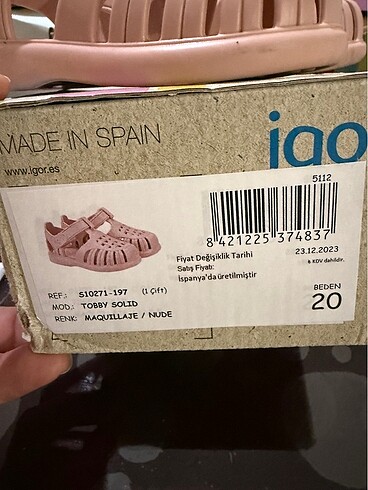 MADE IN SPAIN
igor
www.igor.es
5112
8 421225 374837
Fiyat Değişiklik Tarihi
23.12.2023
Satış Fiyatı:
KDV dahildir.
İspanya'da üretilmiştir
REF.: S10271-197 (1 Çift)
MOD.: TOBBY SOLID
RENK: MAQUILLAJE / NUDE
BEDEN
20